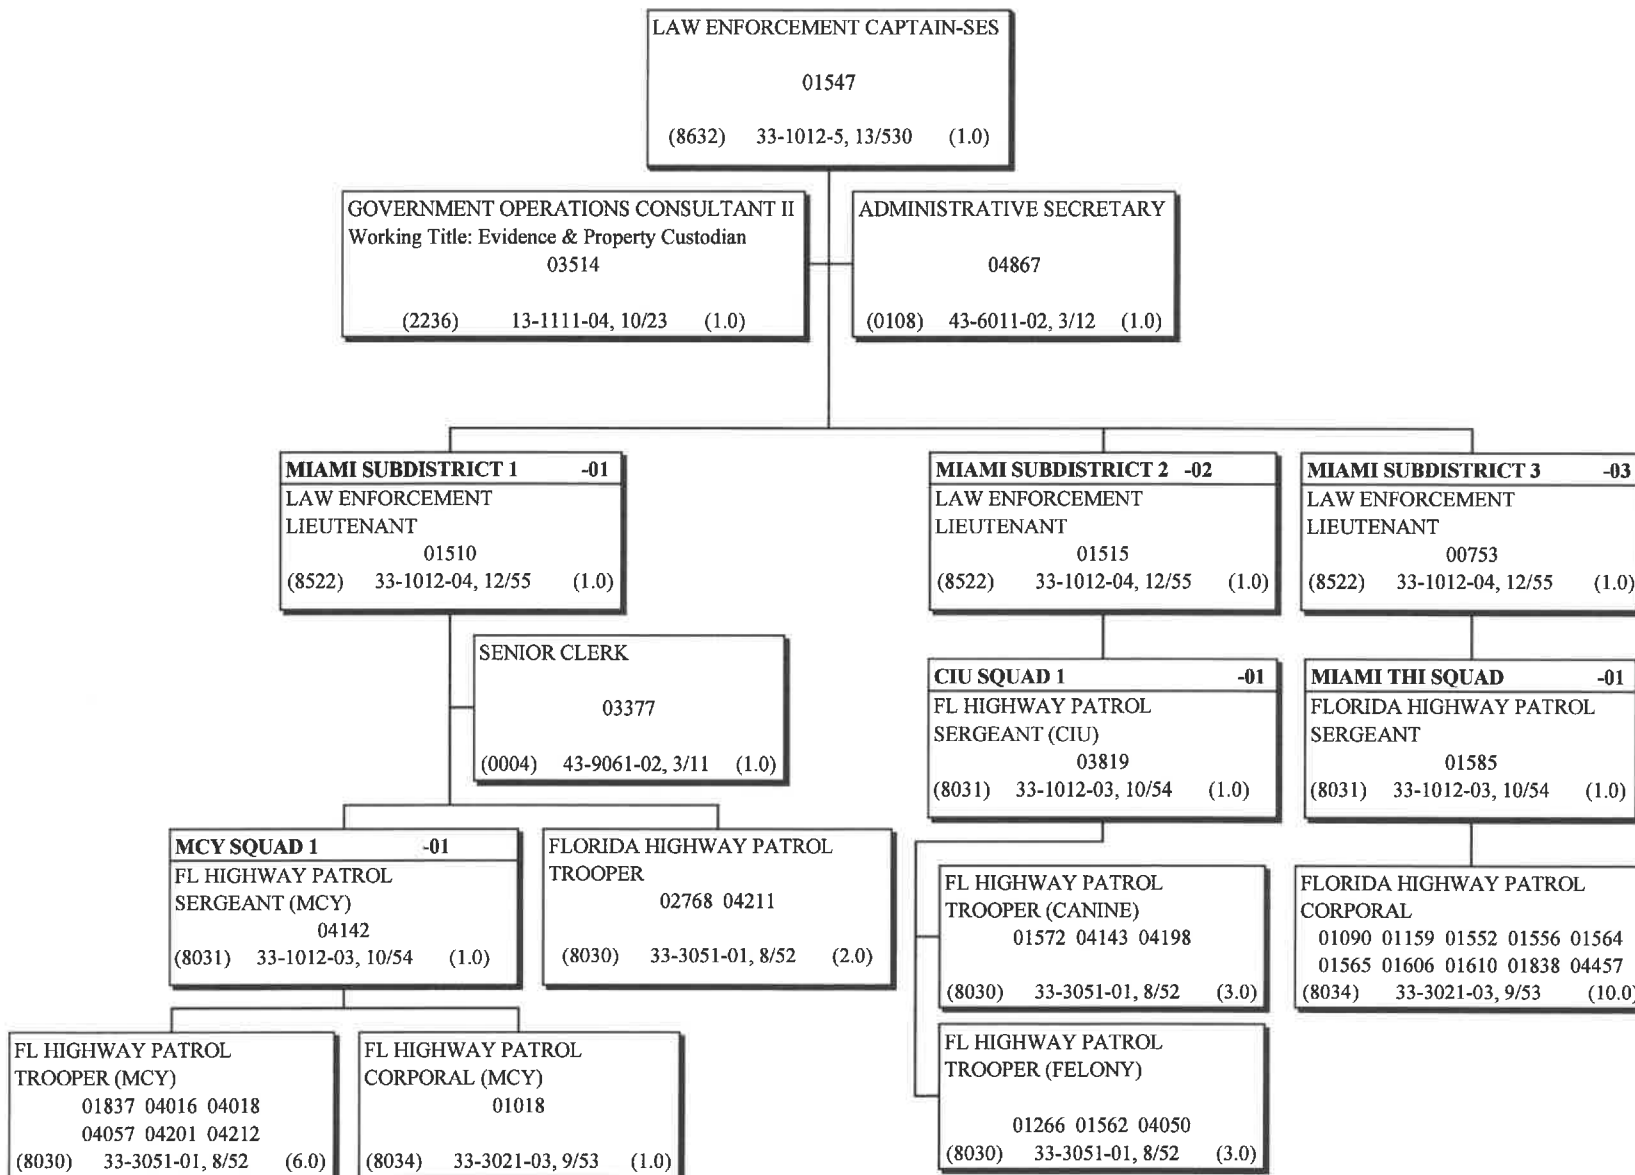 LAW ENFORCEMENT CAPTAIN-SES
01547
(8632) 33-1012-5, 13/530 (1.0)
GOVERNMENT OPERATIONS CONSULTANT II
Working Title: Evidence & Property Custodian
03514
(2236) 13-1111-04, 10/23 (1.0)
ADMINISTRATIVE SECRETARY
04867
(0108) 43-6011-02, 3/12 (1.0)
MIAMI SUBDISTRICT 1 -01
LAW ENFORCEMENT
LIEUTENANT
01510
(8522) 33-1012-04, 12/55 (1.0)
MIAMI SUBDISTRICT 2 -02
LAW ENFORCEMENT
LIEUTENANT
01515
(8522) 33-1012-04, 12/55 (1.0)
MIAMI SUBDISTRICT 3 -03
LAW ENFORCEMENT
LIEUTENANT
00753
(8522) 33-1012-04, 12/55 (1.0)
SENIOR CLERK
03377
(0004) 43-9061-02, 3/11 (1.0)
CIU SQUAD 1 -01
FL HIGHWAY PATROL
SERGEANT (CIU)
03819
(8031) 33-1012-03, 10/54 (1.0)
MIAMI THI SQUAD -01
FLORIDA HIGHWAY PATROL
SERGEANT
01585
(8031) 33-1012-03, 10/54 (1.0)
MCY SQUAD 1 -01
FL HIGHWAY PATROL
SERGEANT (MCY)
04142
(8031) 33-1012-03, 10/54 (1.0)
FLORIDA HIGHWAY PATROL
TROOPER
02768 04211
(8030) 33-3051-01, 8/52 (2.0)
FL HIGHWAY PATROL
TROOPER (CANINE)
01572 04143 04198
(8030) 33-3051-01, 8/52 (3.0)
FLORIDA HIGHWAY PATROL
CORPORAL
01090 01159 01552 01556 01564
01565 01606 01610 01838 04457
(8034) 33-3021-03, 9/53 (10.0)
FL HIGHWAY PATROL
TROOPER (MCY)
01837 04016 04018
04057 04201 04212
(8030) 33-3051-01, 8/52 (6.0)
FL HIGHWAY PATROL
CORPORAL (MCY)
01018
(8034) 33-3021-03, 9/53 (1.0)
FL HIGHWAY PATROL
TROOPER (FELONY)
01266 01562 04050
(8030) 33-3051-01, 8/52 (3.0)